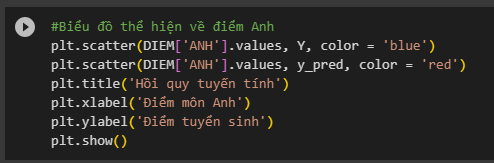 #Biểu đồ thể hiện về điểm Anh
plt.scatter(DIEM['ANH'].values, Y, color = 'blue')
plt.scatter(DIEM['ANH'].values, y_pred, color = 'red')
plt.title('Hồi quy tuyến tính')
plt.xlabel('Điểm môn Anh')
plt.ylabel('Điểm tuyển sinh')
plt.show()